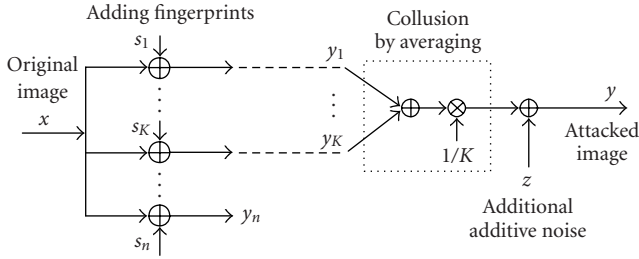 Adding fingerprints
Collusion
by averaging
Original
image
x
s1
y1
sK
yK
1/K
y
Attacked
image
z
Additional
additive noise
yn
sn